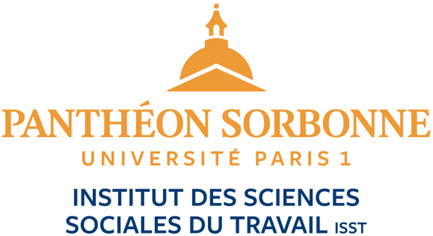 PANTHÉON SORBONNE
UNIVERSITÉ PARIS 1
INSTITUT DES SCIENCES
SOCIALES DU TRAVAIL ISST